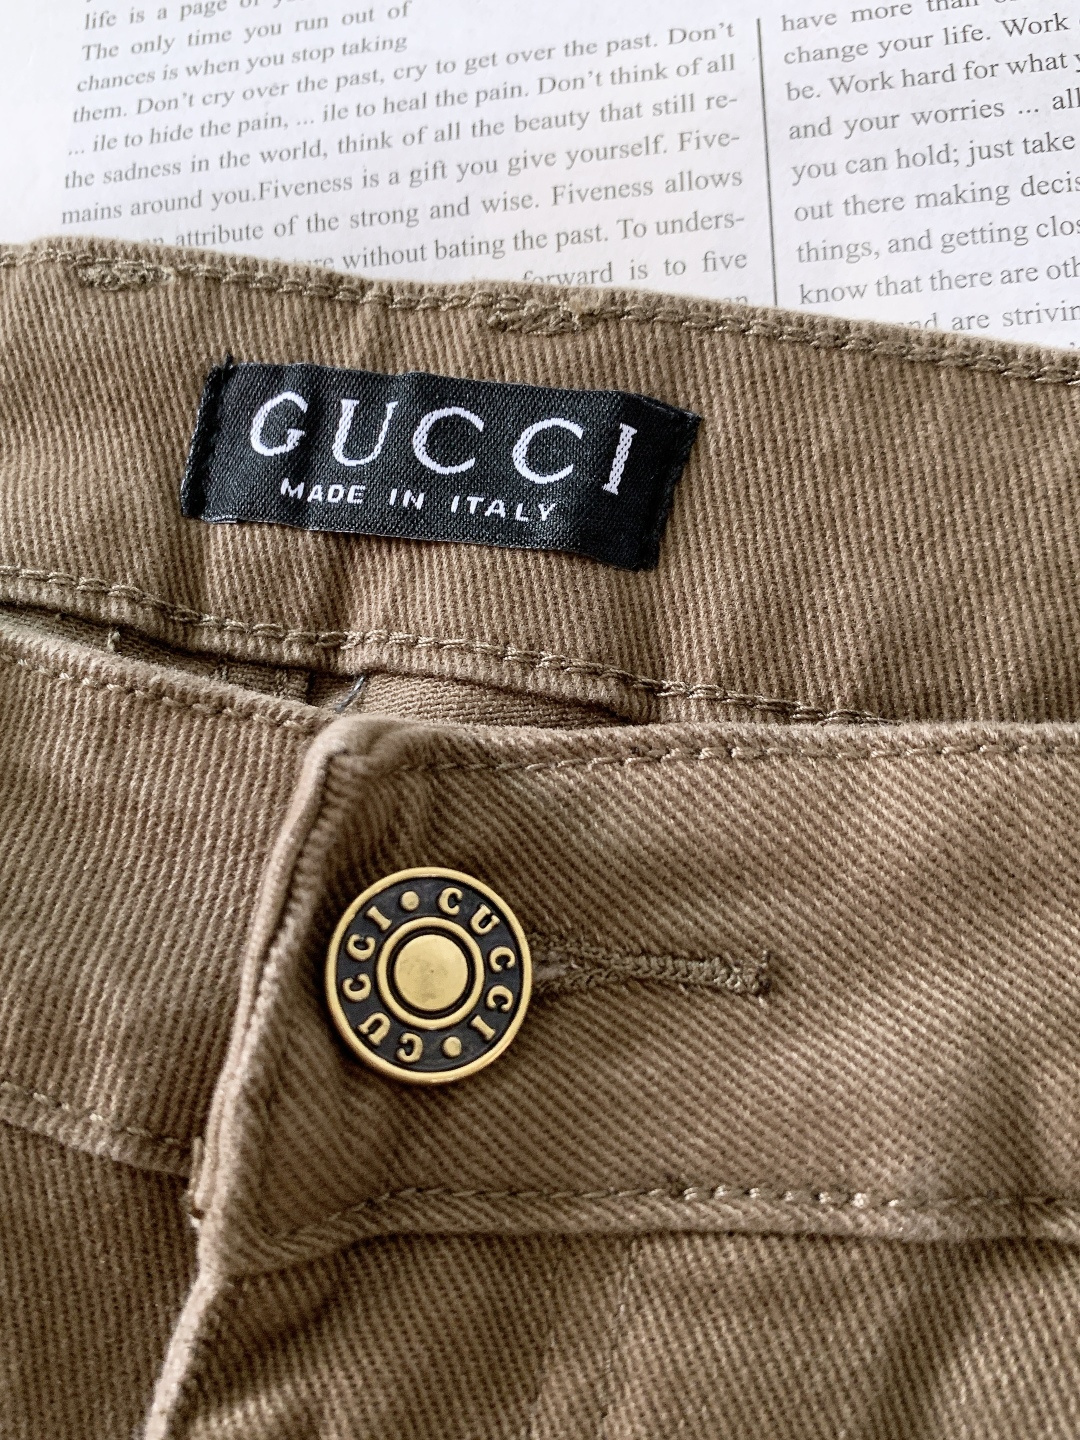 life is a page of
The only time you run out of
chances is when you stop taking
them. Don't cry over the past, cry to get over the past. Don't
... ile to hide the pain, ... ile to heal the pain. Don't think of all
the sadness in the world, think of all the beauty that still re-
mains around you.Fiveness is a gift you give yourself. Five-
attribute of the strong and wise. Fiveness allows
without bating the past. To unders-
forward is to five
have more than
change your life. Work
be. Work hard for what
and your worries ... all
you can hold; just take
out there making decis
things, and getting clos
know that there are oth
and are strivin
GUCCI
MADE IN ITALY
GUCCI • GUCCI •